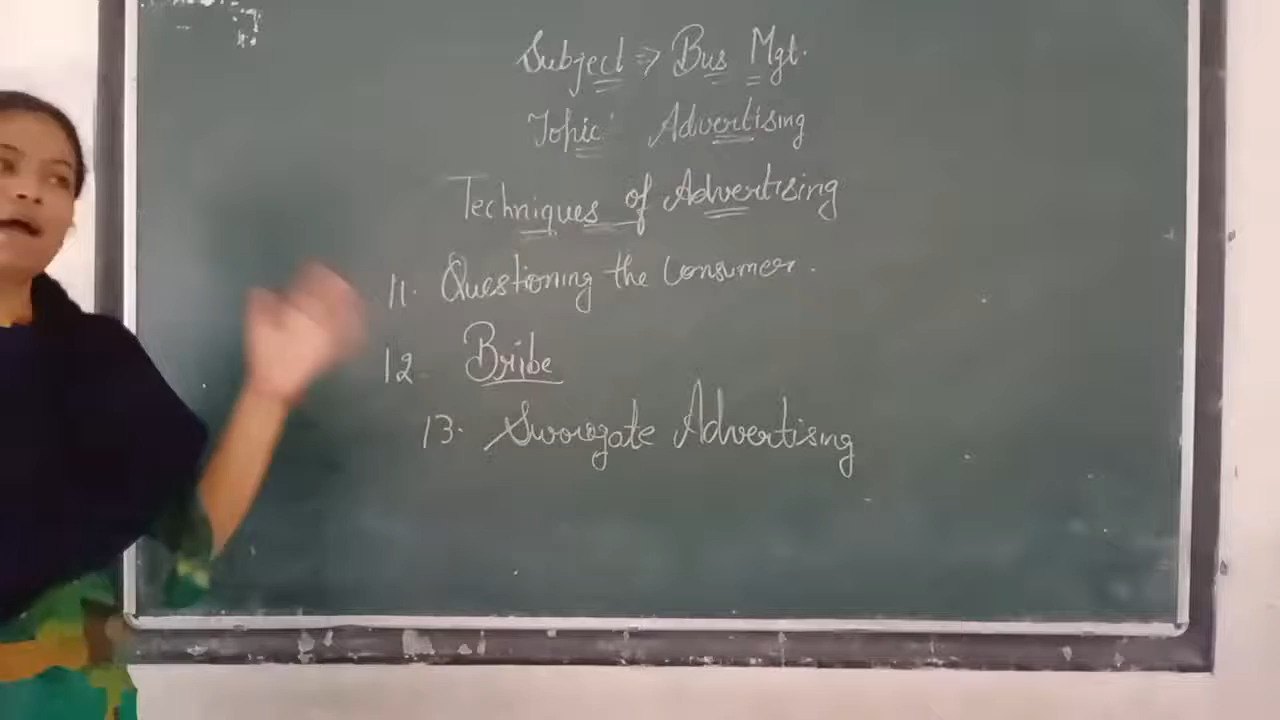 Subject => Bus Mgt.
Topic: Advertising
Techniques of Advertising
11. Questioning the Consumer.
12. Bribe
13. Surrogate Advertising